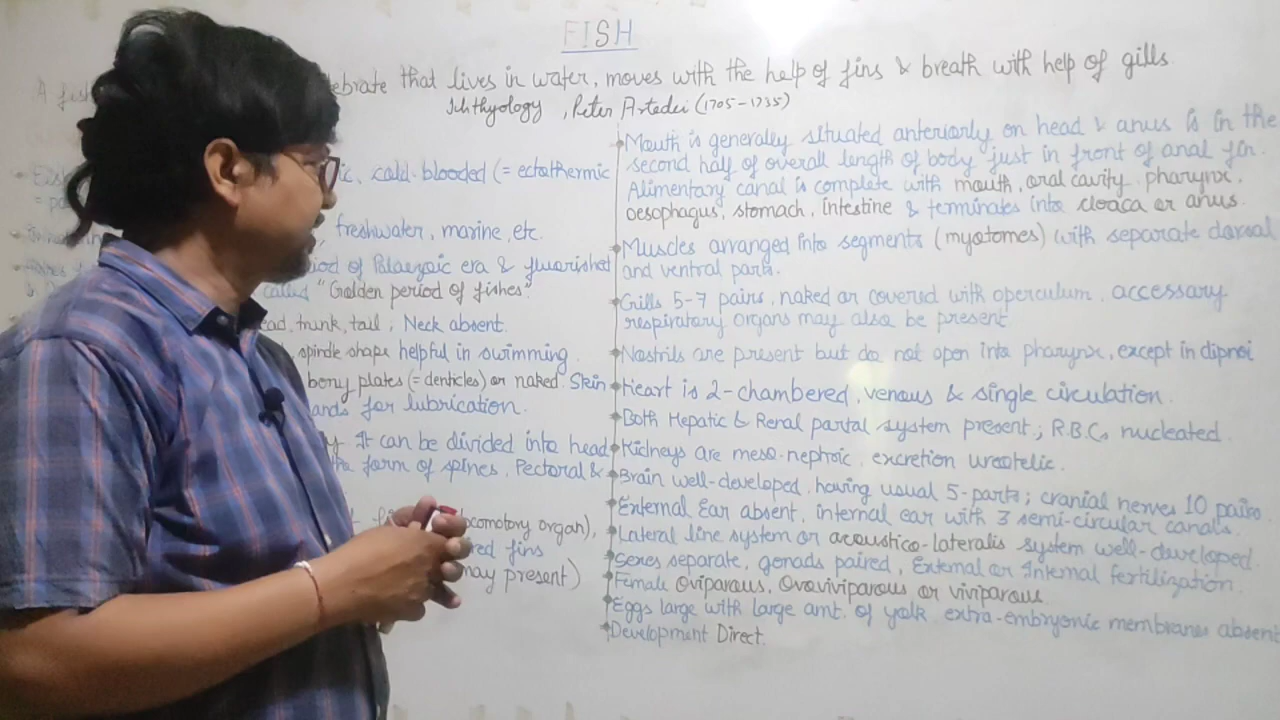 FISH
A fish
ebrate that lives in water, moves with the help of fins & breath with help of gills.
Ichthyology, Peter Artedi (1705-1735)
ic, cold-blooded (= ectothermic
freshwater, marine, etc.
iod of Palaeozoic era & flourished
called "Golden period of fishes"
ead, trunk, tail, Neck absent.
spindle shape helpful in swimming
bony plates (= denticles) or naked. Skin
ands for lubrication.
y. It can be divided into head
the form of spines. Pectoral &
locomotory organ),
red fins
may present)
Mouth is generally situated anteriorly on head & anus is in the
second half of overall length of body just in front of anal fin.
Alimentary canal is complete with mouth, oral cavity, pharynx,
oesophagus, stomach, intestine & terminates into cloaca or anus.
Muscles arranged into segments (myotomes) with separate dorsal
and ventral parts.
Gills 5-7 pairs, naked or covered with operculum, accessary
respiratory organs may also be present
Nostrils are present but do not open into pharynx, except in dipnoi
Heart is 2-chambered, venous & single circulation.
Both Hepatic & Renal portal system present; R.B.Cs nucleated.
Kidneys are meso-nephric, excretion ureotelic.
Brain well-developed, having usual 5-parts; cranial nerves 10 pairs.
External Ear absent, internal ear with 3 semi-circular canals.
Lateral line system or acoustico-lateralis system well-developed.
Sexes separate, gonads paired, External or Internal fertilization.
Female Oviparous, Ovoviviparous or viviparous
Eggs large with large amt. of yolk, extra-embryonic membranes absent
Development Direct.